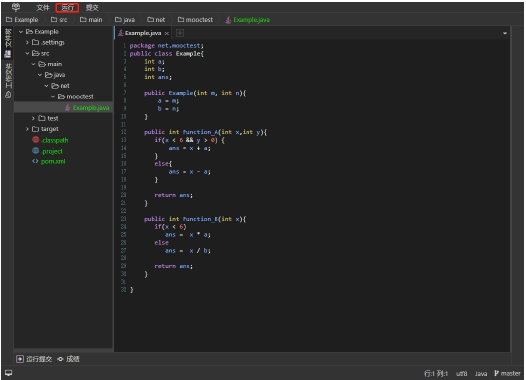 文件 运行 提交
Example src main java net mooctest Example.java
Example
.settings
src
main
java
net
mooctest
Example.java
test
target
.classpath
.project
pom.xml
Example.java ×
1 package net.mooctest;
2 public class Example{
3 int a;
4 int b;
5 int ans;
6
7 public Example(int m, int n){
8 a = m;
9 b = n;
10 }
11
12 public int Function_A(int x,int y){
13 if(x < 8 && y > 0) {
14 ans = x + a;
15 }
16 else{
17 ans = x - a;
18 }
19
20 return ans;
21 }
22
23 public int Function_B(int x){
24 if(x < 6)
25 ans = x * a;
26 else
27 ans = x / b;
28
29 return ans;
30 }
31
32 }
运行提交 成绩
行:1 列:1 utf8 Java master